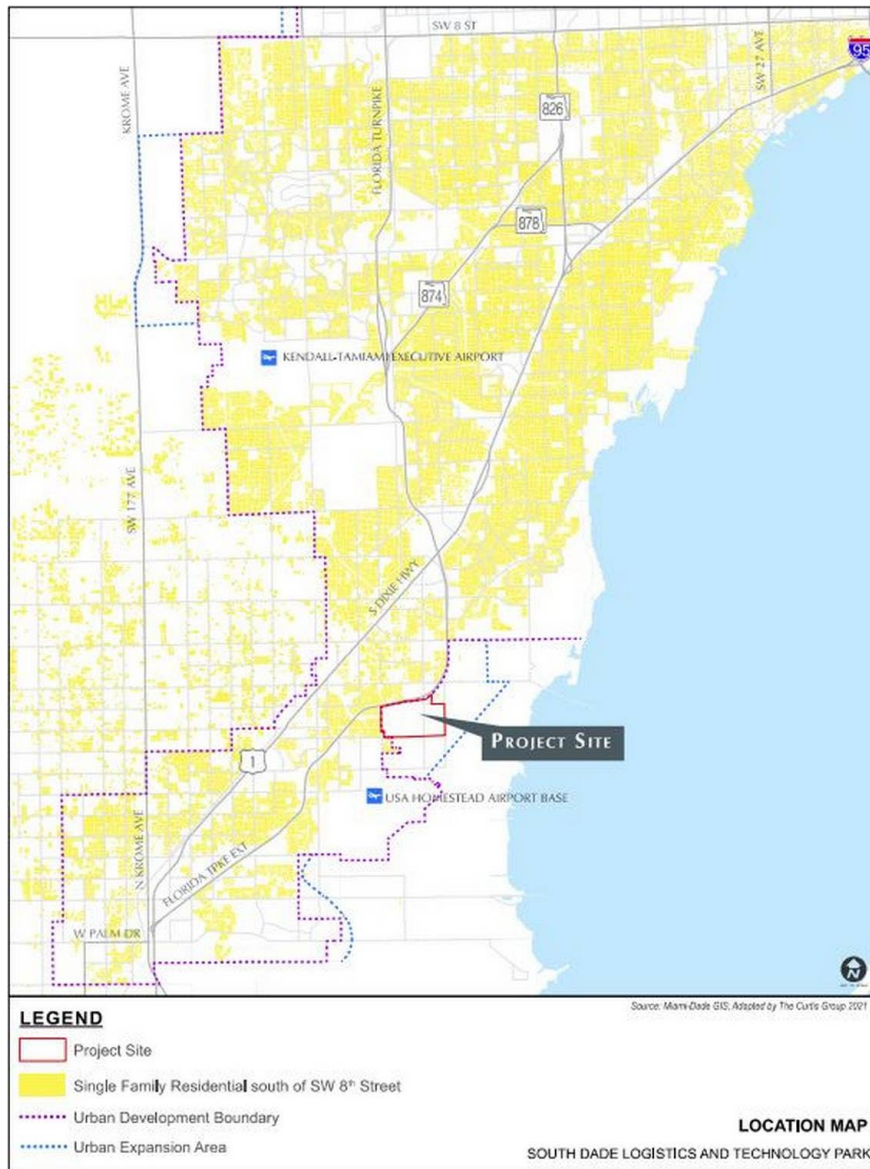 SW 8 ST
95
SW 27 AVE
KROME AVE
FLORIDA TURNPIKE
826
878
874
KENDALL-TAMIAMI EXECUTIVE AIRPORT
SW 177 AVE
S DIXIE HWY
PROJECT SITE
1
USA HOMESTEAD AIRPORT BASE
N KROME AVE
FLORIDA TPKE EXT
W PALM DR
N
Source: Miami-Dade GIS; Adapted by The Curtis Group 2021
LEGEND
Project Site
Single Family Residential south of SW 8th Street
Urban Development Boundary
Urban Expansion Area
LOCATION MAP
SOUTH DADE LOGISTICS AND TECHNOLOGY PARK